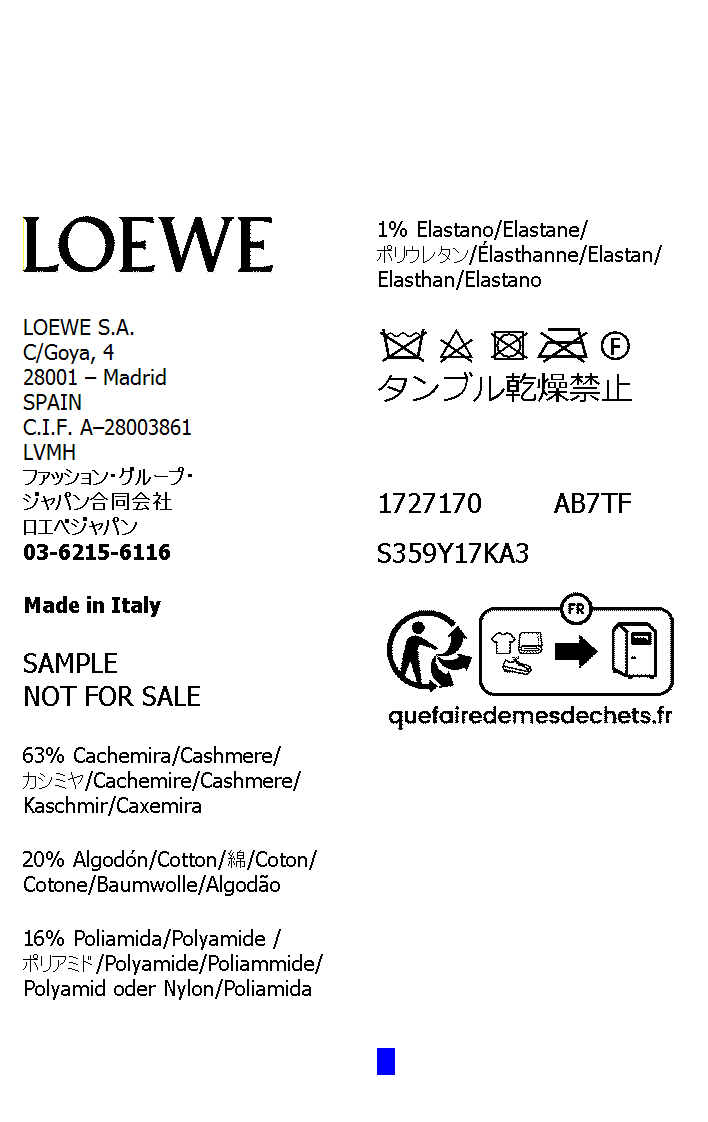 LOEWE
LOEWE S.A.
C/Goya, 4
28001 – Madrid
SPAIN
C.I.F. A–28003861
LVMH
ファッション・グループ・
ジャパン合同会社
ロエベジャパン
03-6215-6116
Made in Italy
SAMPLE
NOT FOR SALE
63% Cachemira/Cashmere/
カシミヤ/Cachemire/Cashmere/
Kaschmir/Caxemira
20% Algodón/Cotton/綿/Coton/
Cotone/Baumwolle/Algodão
16% Poliamida/Polyamide /
ポリアミド/Polyamide/Poliammide/
Polyamid oder Nylon/Poliamida
1% Elastano/Elastane/
ポリウレタン/Élasthanne/Elastan/
Elasthan/Elastano
F
タンブル乾燥禁止
1727170 AB7TF
S359Y17KA3
FR
quefairedemesdechets.fr